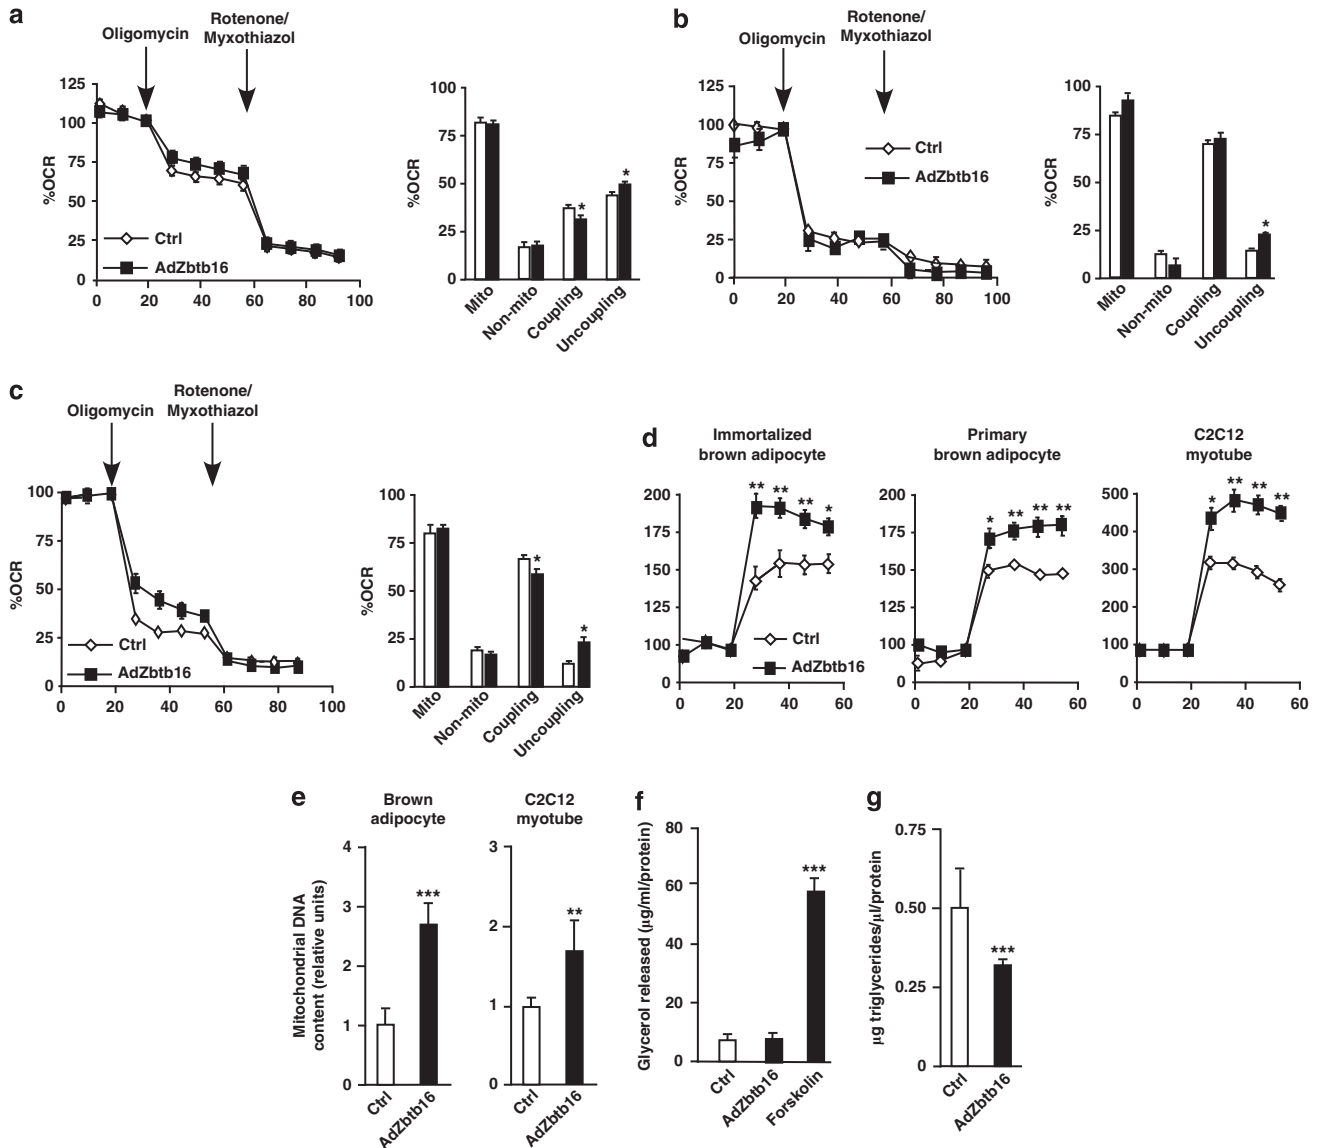 a
Oligomycin
Rotenone/
Myxothiazol
%OCR
125
100
75
50
25
0
Ctrl
AdZbtb16
0 20 40 60 80 100
%OCR
100
75
50
25
0
*
*
Mito
Non-mito
Coupling
Uncoupling
b
Oligomycin
Rotenone/
Myxothiazol
%OCR
125
100
75
50
25
0
Ctrl
AdZbtb16
0 20 40 60 80 100
%OCR
100
75
50
25
0
*
Mito
Non-mito
Coupling
Uncoupling
c
Oligomycin
Rotenone/
Myxothiazol
%OCR
100
75
50
25
0
Ctrl
AdZbtb16
0 20 40 60 80 100
%OCR
100
75
50
25
0
*
*
Mito
Non-mito
Coupling
Uncoupling
d
Immortalized
brown adipocyte
200
175
150
125
100
0
** ** ** *
Ctrl
AdZbtb16
0 20 40 60
Primary
brown adipocyte
200
175
150
125
100
0
* ** ** **
0 20 40 60
C2C12
myotube
500
400
300
200
100
0
* ** ** **
0 20 40 60
e
Brown
adipocyte
Mitochondrial DNA
content (relative units)
4
3
2
1
0
***
Ctrl
AdZbtb16
C2C12
myotube
3
2
1
0
**
Ctrl
AdZbtb16
f
Glycerol released (μg/ml/protein)
80
60
40
20
0
***
Ctrl
AdZbtb16
Forskolin
g
μg triglycerides/μl/protein
0.75
0.50
0.25
0
***
Ctrl
AdZbtb16